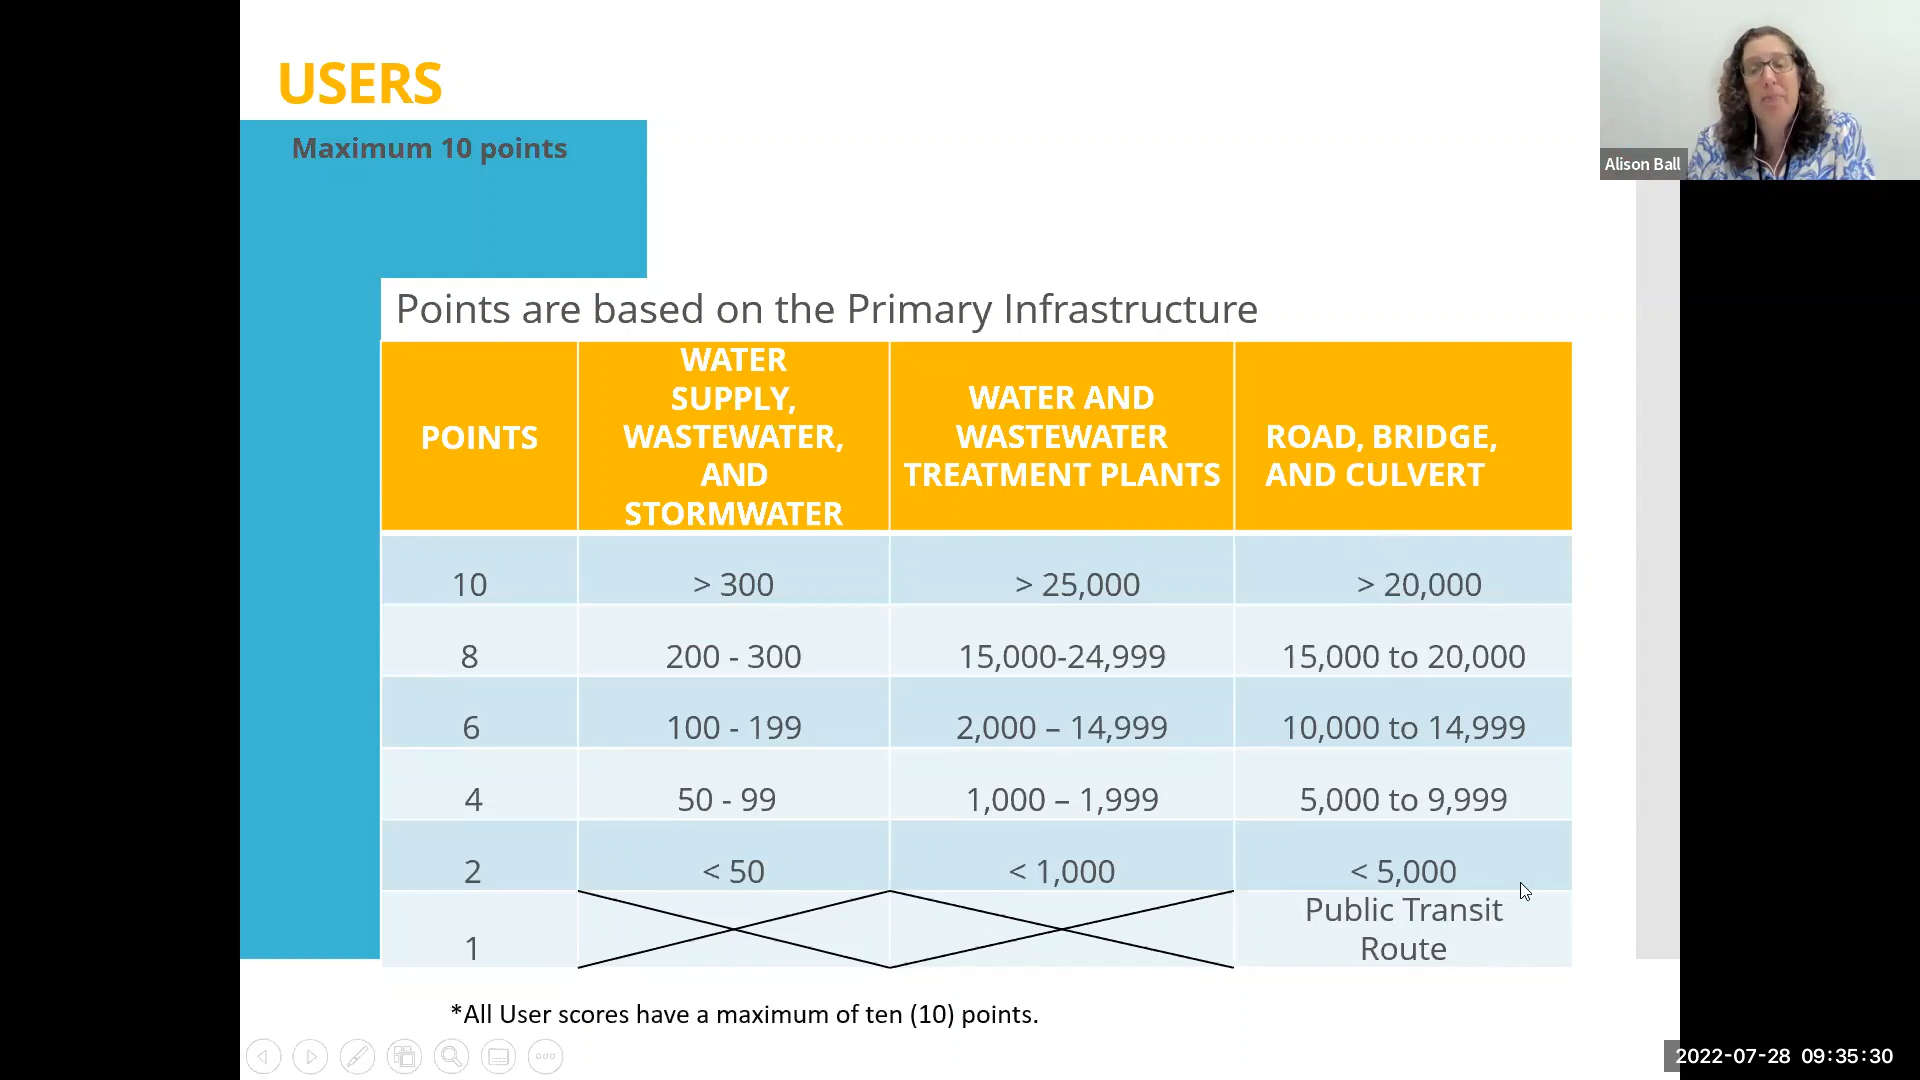 USERS
Maximum 10 points
Alison Ball
Points are based on the Primary Infrastructure
POINTS
WATER
SUPPLY,
WASTEWATER,
AND
STORMWATER
WATER AND
WASTEWATER
TREATMENT PLANTS
ROAD, BRIDGE,
AND CULVERT
10 > 300 > 25,000 > 20,000
8 200 - 300 15,000-24,999 15,000 to 20,000
6 100 - 199 2,000 – 14,999 10,000 to 14,999
4 50 - 99 1,000 – 1,999 5,000 to 9,999
2 < 50 < 1,000 < 5,000
1 Public Transit
Route
*All User scores have a maximum of ten (10) points.
2022-07-28 09:35:30